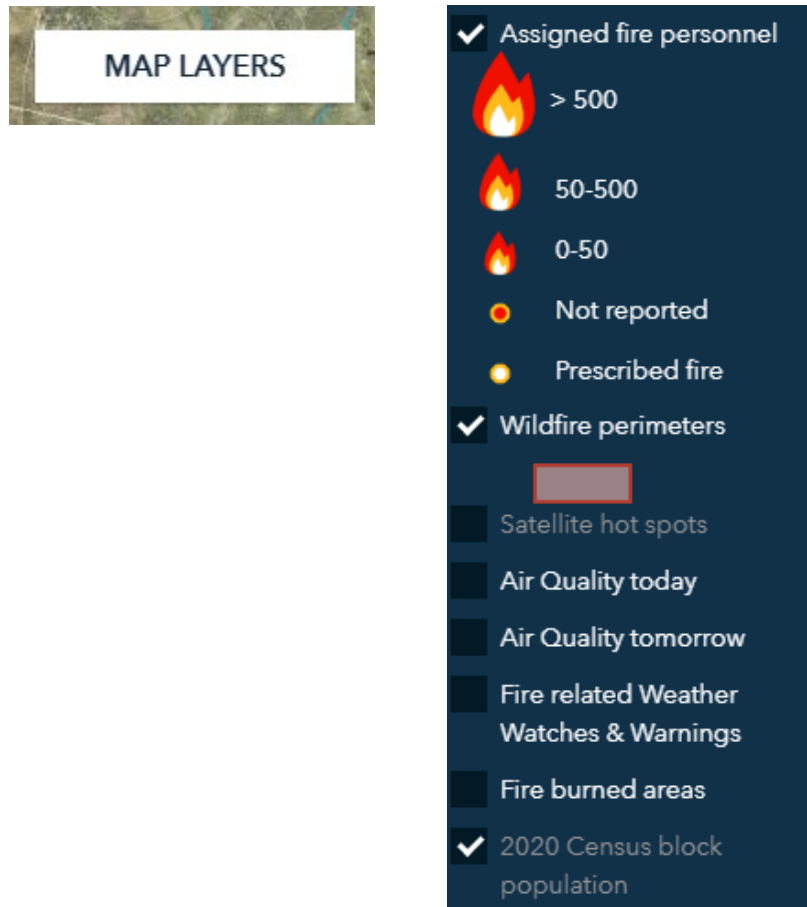 MAP LAYERS
Assigned fire personnel
> 500
50-500
0-50
Not reported
Prescribed fire
Wildfire perimeters
Satellite hot spots
Air Quality today
Air Quality tomorrow
Fire related Weather
Watches & Warnings
Fire burned areas
2020 Census block
population